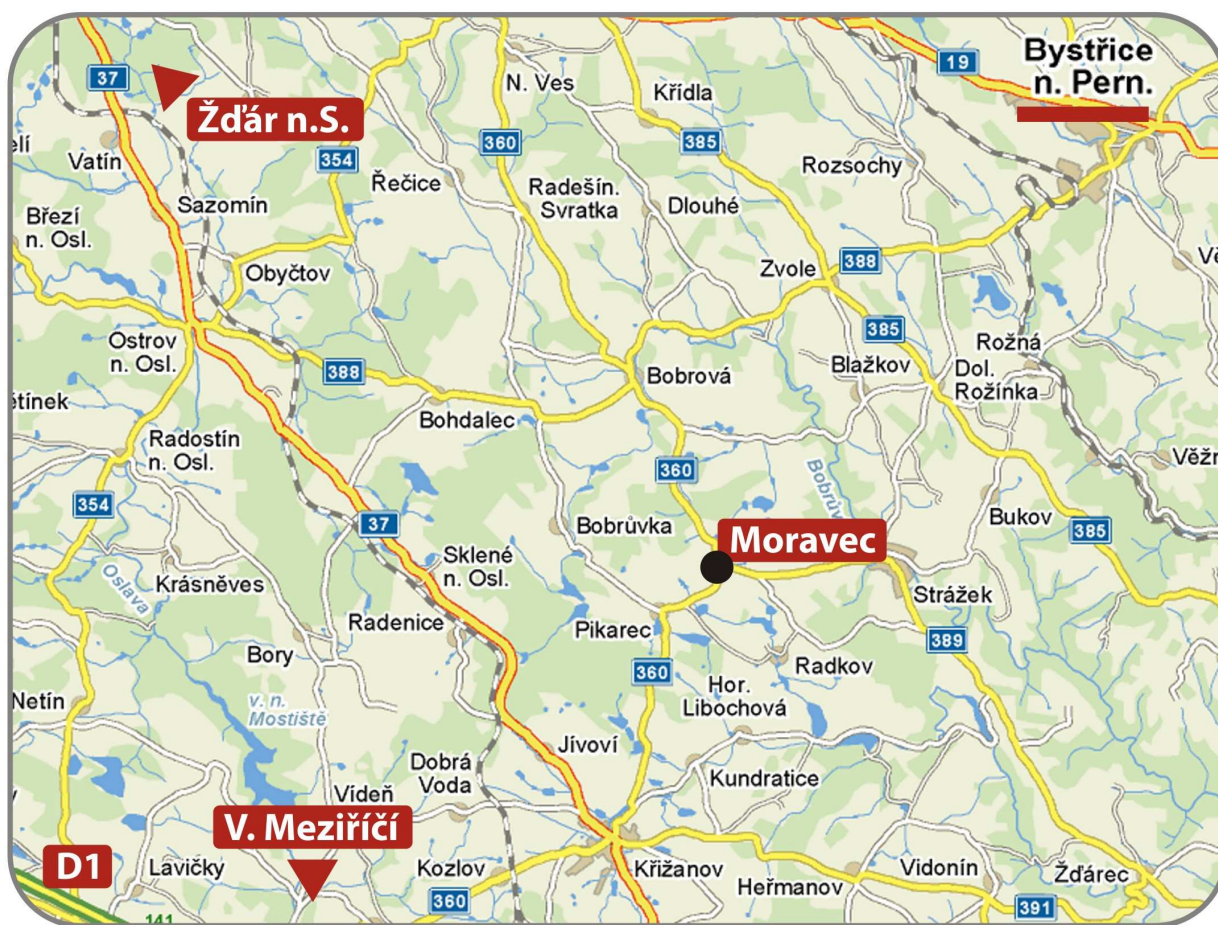 Bystřice
n. Pern.
19
37
Žďár n.S.
N. Ves
Křídla
elí
Vatín
354
360
385
Řečice
Rozsochy
Radešín.
Svratka
Dlouhé
Sazomín
Březí
n. Osl.
Obyčtov
Zvole
388
385
Ostrov
n. Osl.
388
Bobrová
Blažkov
Rožná
Dol.
Rožínka
ětínek
Bohdalec
Radostín
n. Osl.
360
Věžr
354
37
Bobrůvka
Bobrův
Bukov
385
Moravec
Sklené
n. Osl.
Oslava
Krásněves
Strážek
Radenice
Pikarec
389
Bory
360
Radkov
Hor.
Libochová
Netín
v. n.
Mostiště
Jívoví
Dobrá
Voda
Kundratice
Vídeň
V. Meziříčí
D1
Lavičky
Kozlov
Křižanov
Heřmanov
Vidonín
Žďárec
360
391
141